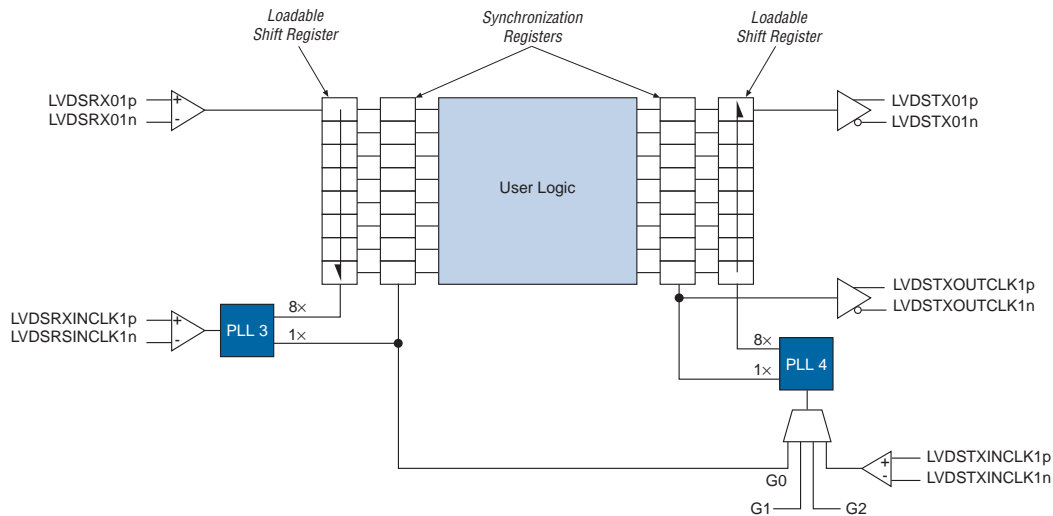 Loadable
Shift Register
Synchronization
Registers
Loadable
Shift Register
LVDSRX01p
LVDSRX01n
+
-
User Logic
LVDSTX01p
LVDSTX01n
LVDSRXINCLK1p
LVDSRSINCLK1n
+
-
PLL 3
8×
1×
LVDSTXOUTCLK1p
LVDSTXOUTCLK1n
8×
1×
PLL 4
G0
G1
G2
+
-
LVDSTXINCLK1p
LVDSTXINCLK1n